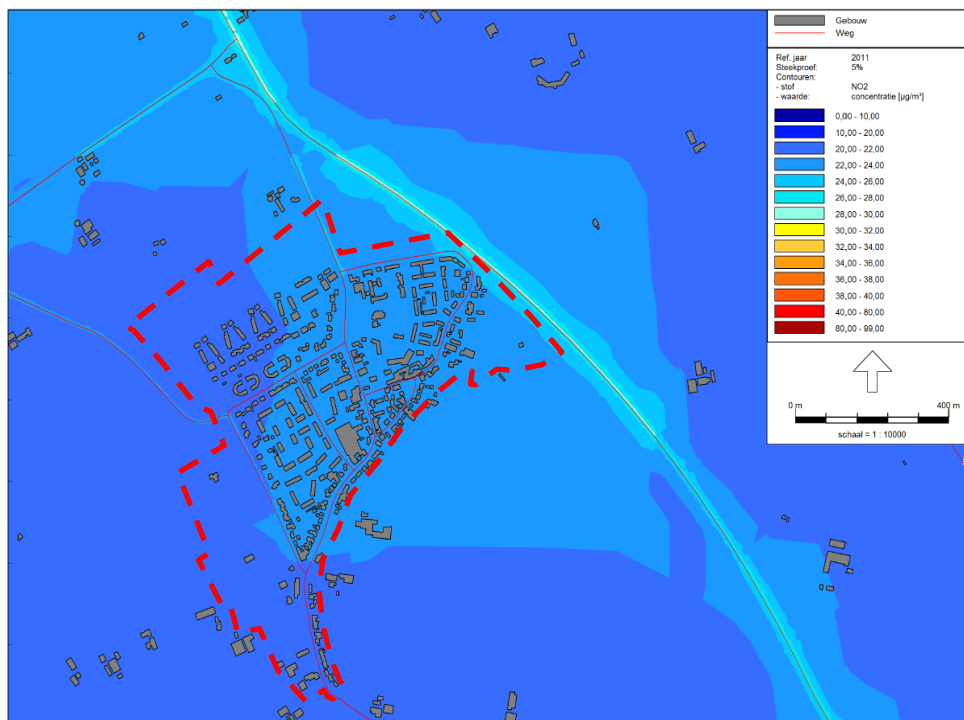 Gebouw
Weg
Ref. jaar 2011
Steekproef: 5%
Contouren:
- stof NO2
- waarde: concentratie [µg/m³]
0,00 - 10,00
10,00 - 20,00
20,00 - 22,00
22,00 - 24,00
24,00 - 26,00
26,00 - 28,00
28,00 - 30,00
30,00 - 32,00
32,00 - 34,00
34,00 - 36,00
36,00 - 38,00
38,00 - 40,00
40,00 - 80,00
80,00 - 99,00
0 m 400 m
schaal = 1 : 10000